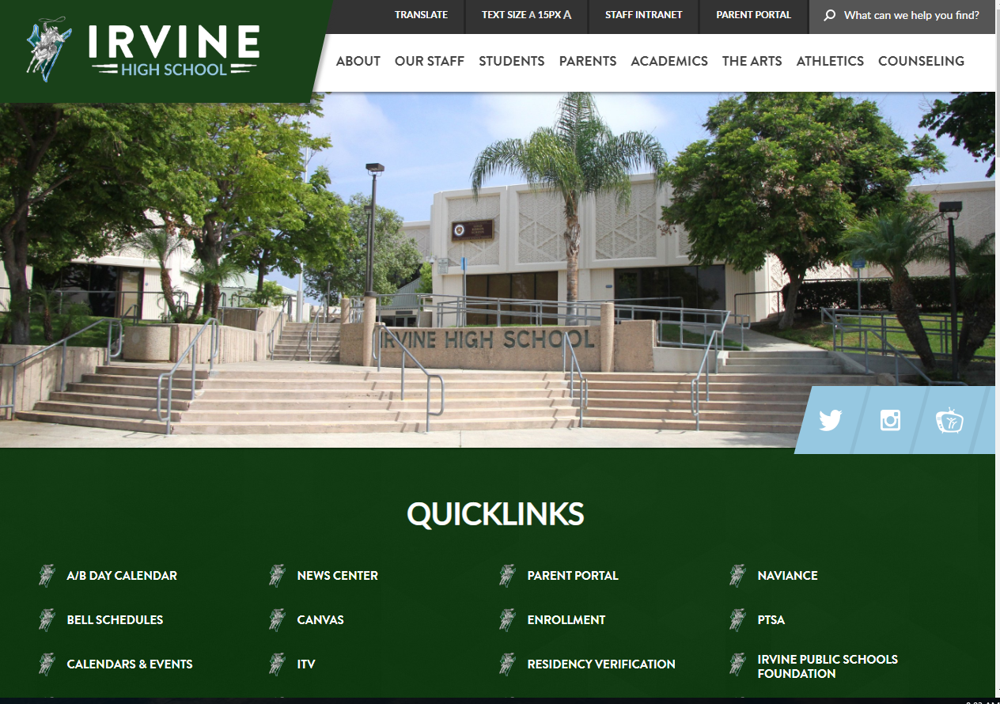 IRVINE
HIGH SCHOOL
TRANSLATE
TEXT SIZE A 15PX A
STAFF INTRANET
PARENT PORTAL
What can we help you find?
ABOUT
OUR STAFF
STUDENTS
PARENTS
ACADEMICS
THE ARTS
ATHLETICS
COUNSELING
IRVINE HIGH SCHOOL
QUICKLINKS
A/B DAY CALENDAR
NEWS CENTER
PARENT PORTAL
NAVIANCE
BELL SCHEDULES
CANVAS
ENROLLMENT
PTSA
CALENDARS & EVENTS
ITV
RESIDENCY VERIFICATION
IRVINE PUBLIC SCHOOLS
FOUNDATION